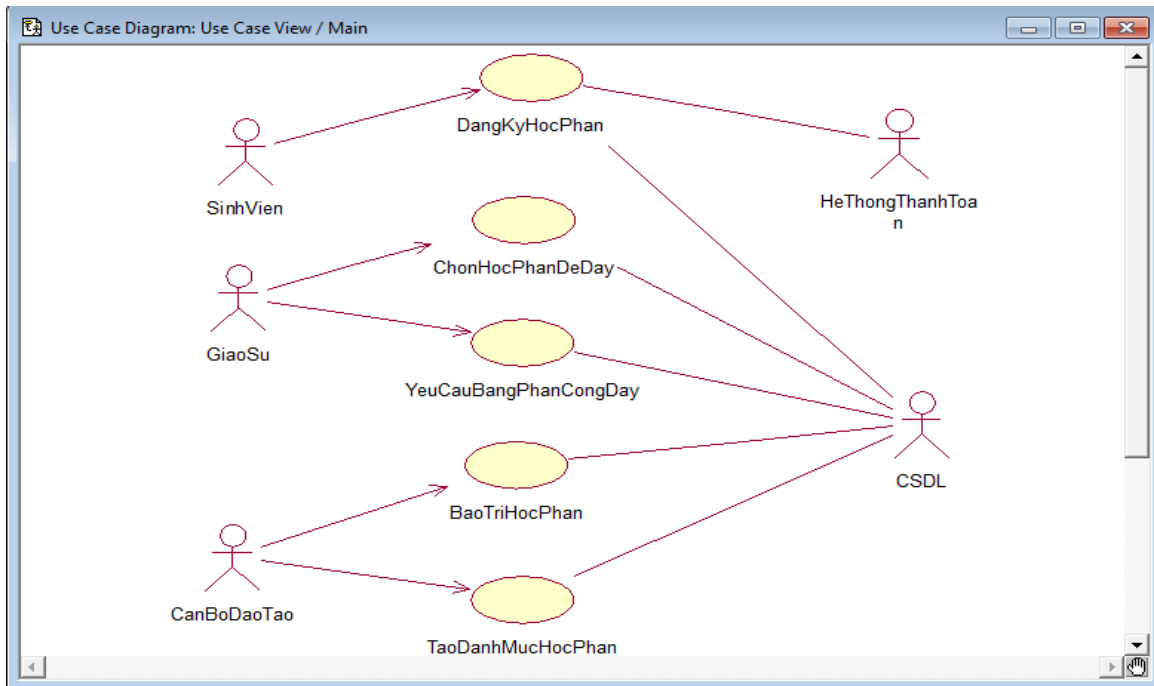 Use Case Diagram: Use Case View / Main
DangKyHocPhan
SinhVien
HeThongThanhToa
n
ChonHocPhanDeDay
GiaoSu
YeuCauBangPhanCongDay
CSDL
BaoTriHocPhan
CanBoDaoTao
TaoDanhMucHocPhan